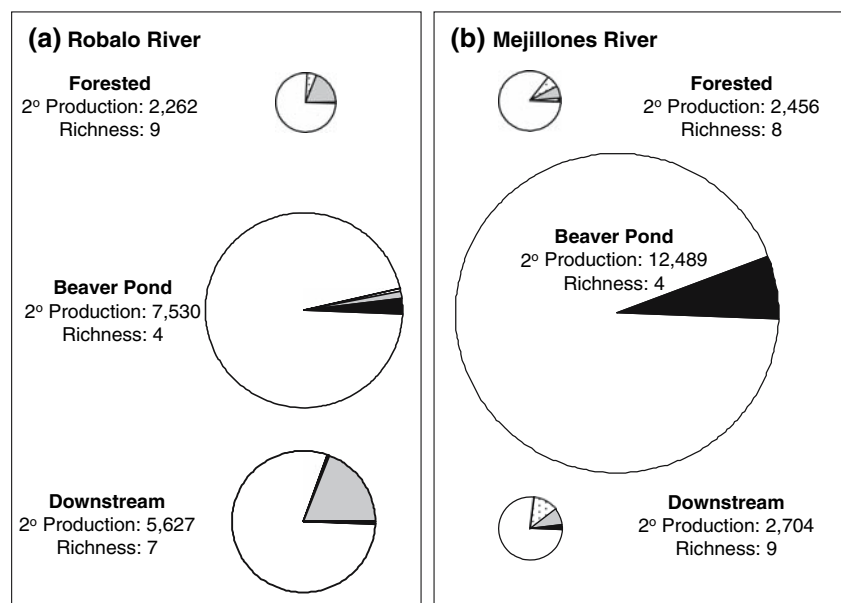 (a) Robalo River
Forested
2º Production: 2,262
Richness: 9
Beaver Pond
2º Production: 7,530
Richness: 4
Downstream
2º Production: 5,627
Richness: 7
(b) Mejillones River
Forested
2º Production: 2,456
Richness: 8
Beaver Pond
2º Production: 12,489
Richness: 4
Downstream
2º Production: 2,704
Richness: 9